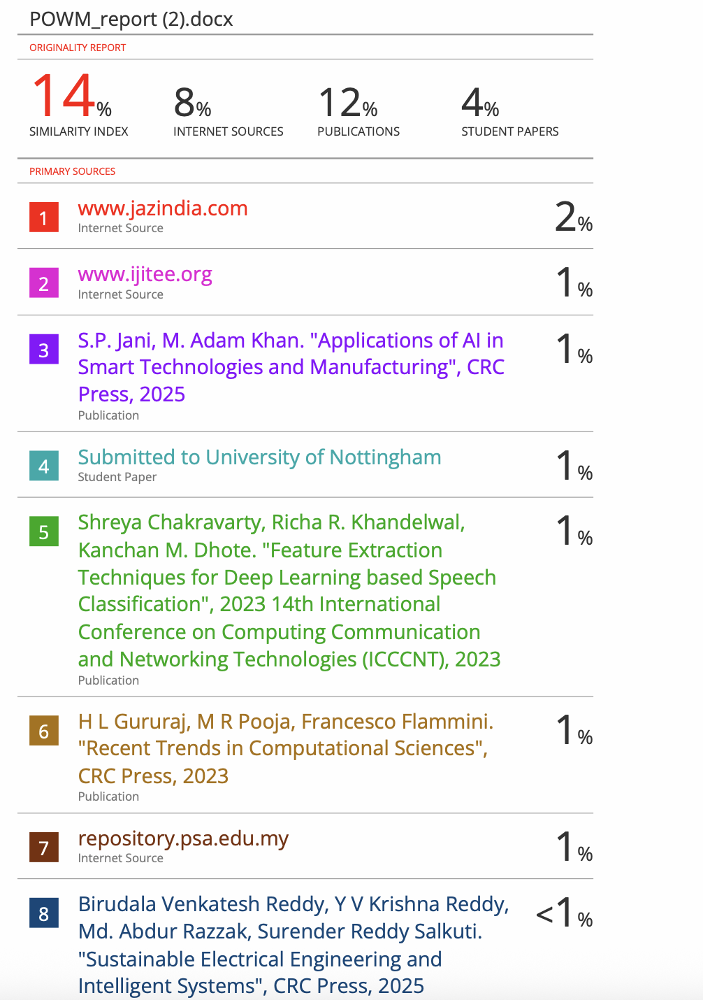 POWM_report (2).docx
ORIGINALITY REPORT
14%
8%
12%
4%
SIMILARITY INDEX
INTERNET SOURCES
PUBLICATIONS
STUDENT PAPERS
PRIMARY SOURCES
1
www.jazindia.com
Internet Source
2%
2
www.ijitee.org
Internet Source
1%
3
S.P. Jani, M. Adam Khan. "Applications of AI in
Smart Technologies and Manufacturing", CRC
Press, 2025
Publication
1%
4
Submitted to University of Nottingham
Student Paper
1%
5
Shreya Chakravarty, Richa R. Khandelwal,
Kanchan M. Dhote. "Feature Extraction
Techniques for Deep Learning based Speech
Classification", 2023 14th International
Conference on Computing Communication
and Networking Technologies (ICCCNT), 2023
Publication
1%
6
H L Gururaj, M R Pooja, Francesco Flammini.
"Recent Trends in Computational Sciences",
CRC Press, 2023
Publication
1%
7
repository.psa.edu.my
Internet Source
1%
8
Birudala Venkatesh Reddy, Y V Krishna Reddy,
Md. Abdur Razzak, Surender Reddy Salkuti.
"Sustainable Electrical Engineering and
Intelligent Systems", CRC Press, 2025
<1%